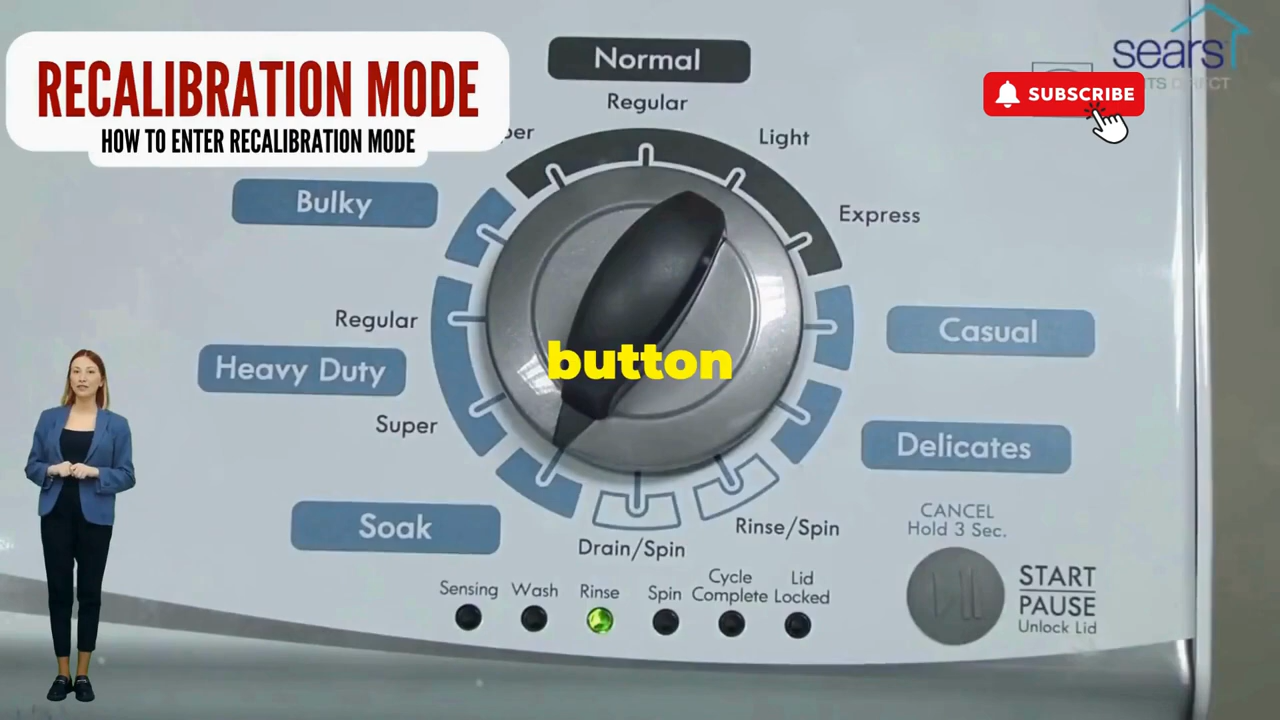 RECALIBRATION MODE
HOW TO ENTER RECALIBRATION MODE
sears
SUBSCRIBE
DIRECT
Normal
Regular
Light
Express
Bulky
Regular
Heavy Duty
Super
Casual
Delicates
button
Soak
Rinse/Spin
Drain/Spin
CANCEL
Hold 3 Sec.
Sensing
Wash
Rinse
Spin
Cycle
Complete
Lid
Locked
START
PAUSE
Unlock Lid